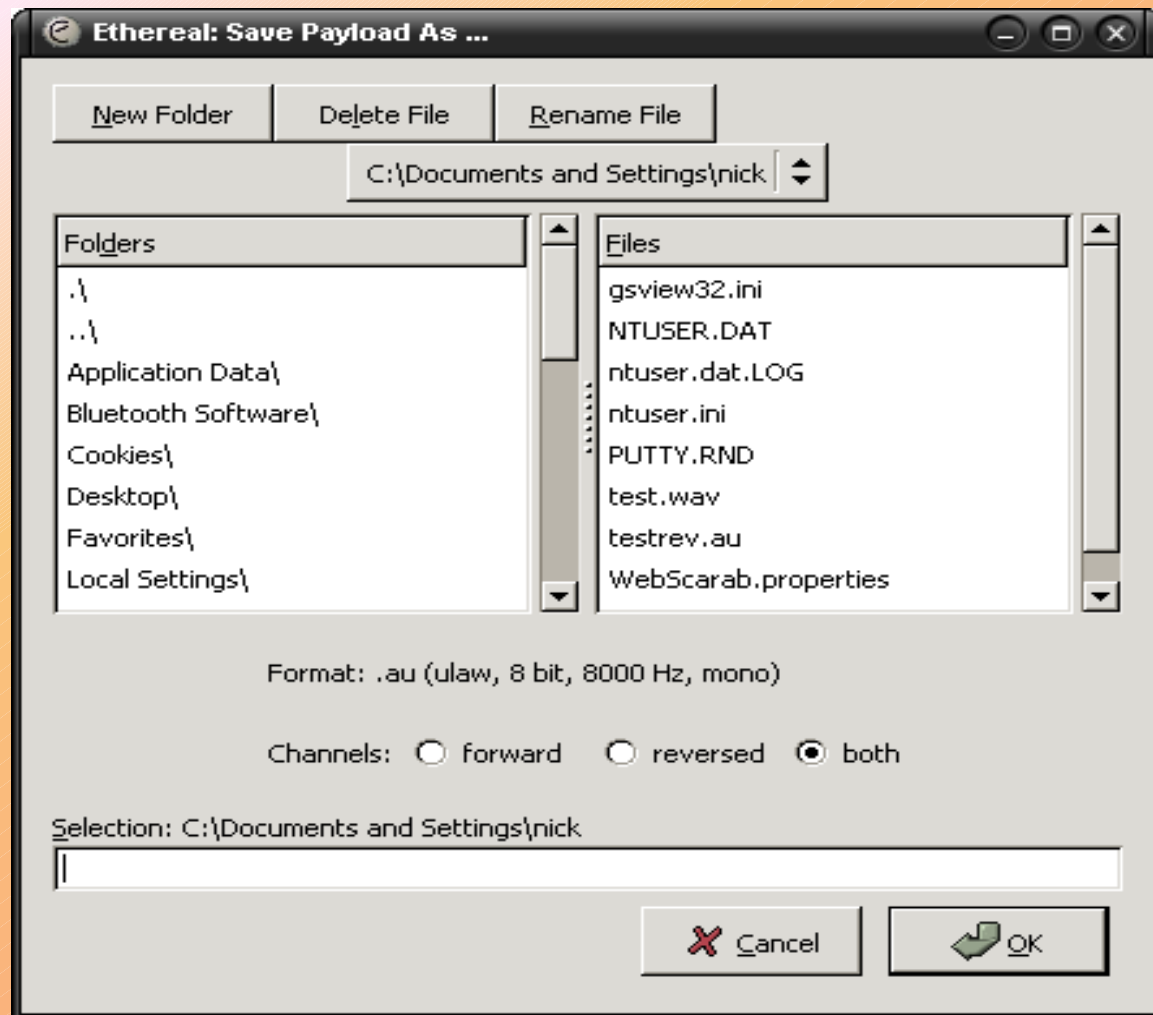 Ethereal: Save Payload As ...
New Folder
Delete File
Rename File
C:\Documents and Settings\nick
Folders
.\
..\
Application Data\
Bluetooth Software\
Cookies\
Desktop\
Favorites\
Local Settings\
Files
gsview32.ini
NTUSER.DAT
ntuser.dat.LOG
ntuser.ini
PUTTY.RND
test.wav
testrev.au
WebScarab.properties
Format: .au (ulaw, 8 bit, 8000 Hz, mono)
Channels: forward reversed both
Selection: C:\Documents and Settings\nick
Cancel
OK